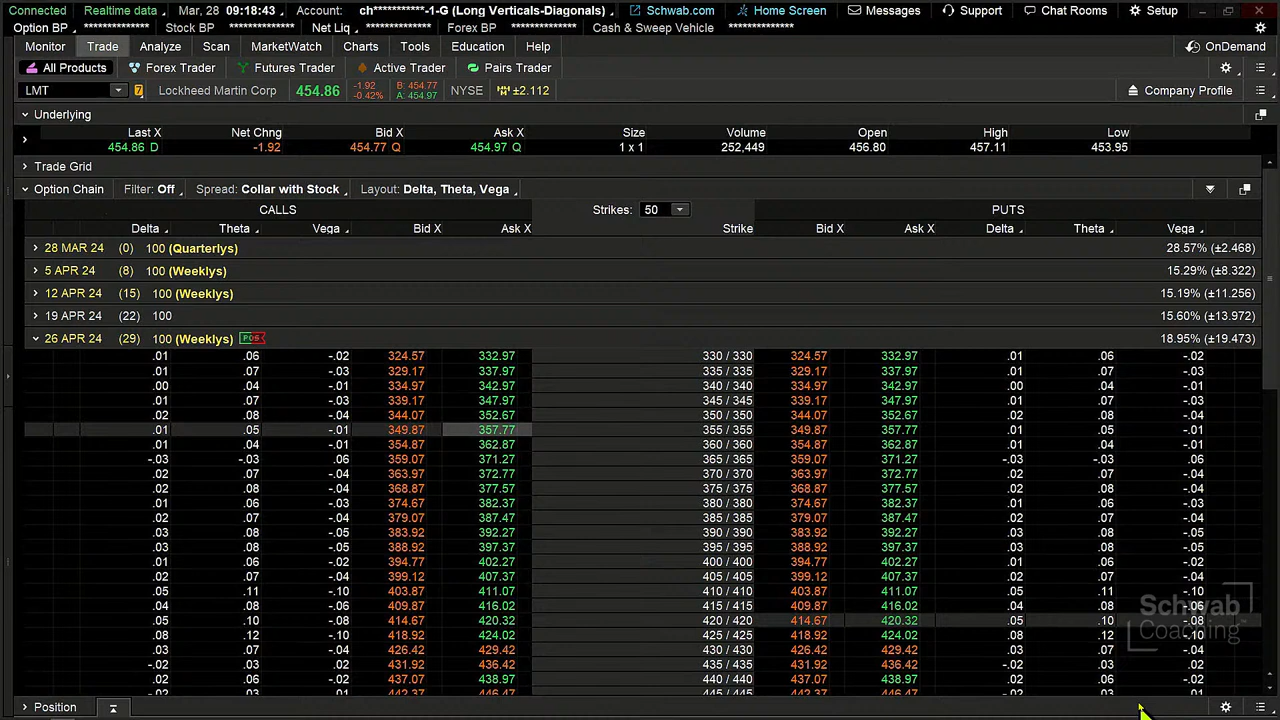 Connected Realtime data Mar, 28 09:18:43 Account: ch**********-1-G (Long Verticals-Diagonals) Schwab.com Home Screen Messages Support Chat Rooms Setup
Option BP ************** Stock BP ************** Net Liq ************** Forex BP ************** Cash & Sweep Vehicle **************
Monitor Trade Analyze Scan MarketWatch Charts Tools Education Help OnDemand
All Products Forex Trader Futures Trader Active Trader Pairs Trader
LMT 7 Lockheed Martin Corp 454.86 -1.92 -0.42% B: 454.77 A: 454.97 NYSE ±2.112 Company Profile
Underlying
Last X Net Chng Bid X Ask X Size Volume Open High Low
454.86 D -1.92 454.77 Q 454.97 Q 1 x 1 252,449 456.80 457.11 453.95
Trade Grid
Option Chain Filter: Off Spread: Collar with Stock Layout: Delta, Theta, Vega
CALLS Strikes: 50 PUTS
Delta Theta Vega Bid X Ask X Strike Bid X Ask X Delta Theta Vega
28 MAR 24 (0) 100 (Quarterlys) 28.57% (±2.468)
5 APR 24 (8) 100 (Weeklys) 15.29% (±8.322)
12 APR 24 (15) 100 (Weeklys) 15.19% (±11.256)
19 APR 24 (22) 100 15.60% (±13.972)
26 APR 24 (29) 100 (Weeklys) POS 18.95% (±19.473)
.01 .06 -.02 324.57 332.97 330 / 330 324.57 332.97 .01 .06 -.02
.01 .07 -.03 329.17 337.97 335 / 335 329.17 337.97 .01 .07 -.03
.00 .04 -.01 334.97 342.97 340 / 340 334.97 342.97 .00 .04 -.01
.01 .07 -.03 339.17 347.97 345 / 345 339.17 347.97 .01 .07 -.03
.02 .08 -.04 344.07 352.67 350 / 350 344.07 352.67 .02 .08 -.04
.01 .05 -.01 349.87 357.77 355 / 355 349.87 357.77 .01 .05 -.01
.01 .04 -.01 354.87 362.87 360 / 360 354.87 362.87 .01 .04 -.01
-.03 -.03 .06 359.07 371.27 365 / 365 359.07 371.27 -.03 -.03 .06
.02 .07 -.03 363.97 372.77 370 / 370 363.97 372.77 .02 .07 -.03
.02 .08 -.04 368.87 377.57 375 / 375 368.87 377.57 .02 .08 -.04
.01 .06 -.03 374.67 382.37 380 / 380 374.67 382.37 .01 .06 -.03
.02 .07 -.04 379.07 387.47 385 / 385 379.07 387.47 .02 .07 -.04
.03 .08 -.05 383.92 392.27 390 / 390 383.92 392.27 .03 .08 -.05
.03 .08 -.05 388.92 397.37 395 / 395 388.92 397.37 .03 .08 -.05
.01 .06 -.02 394.77 402.27 400 / 400 394.77 402.27 .01 .06 -.02
.02 .07 -.04 399.12 407.37 405 / 405 399.12 407.37 .02 .07 -.04
.05 .11 -.10 403.87 411.07 410 / 410 403.87 411.07 .05 .11 -.10
.04 .08 -.06 409.87 416.02 415 / 415 409.87 416.02 .04 .08 -.06
.05 .10 -.08 414.67 420.32 420 / 420 414.67 420.32 .05 .10 -.08
.08 .12 -.10 418.92 424.02 425 / 425 418.92 424.02 .08 .12 -.10
.03 .07 -.04 426.42 429.42 430 / 430 426.42 429.42 .03 .07 -.04
-.02 .03 .02 431.92 436.42 435 / 435 431.92 436.42 -.02 .03 .02
.02 .06 -.02 437.07 438.97 440 / 440 437.07 438.97 .02 .06 -.02
-.02 .03 .01 442.37 446.47 445 / 445 442.37 446.47 -.02 .03 .01
Schwab
Coaching™
Position